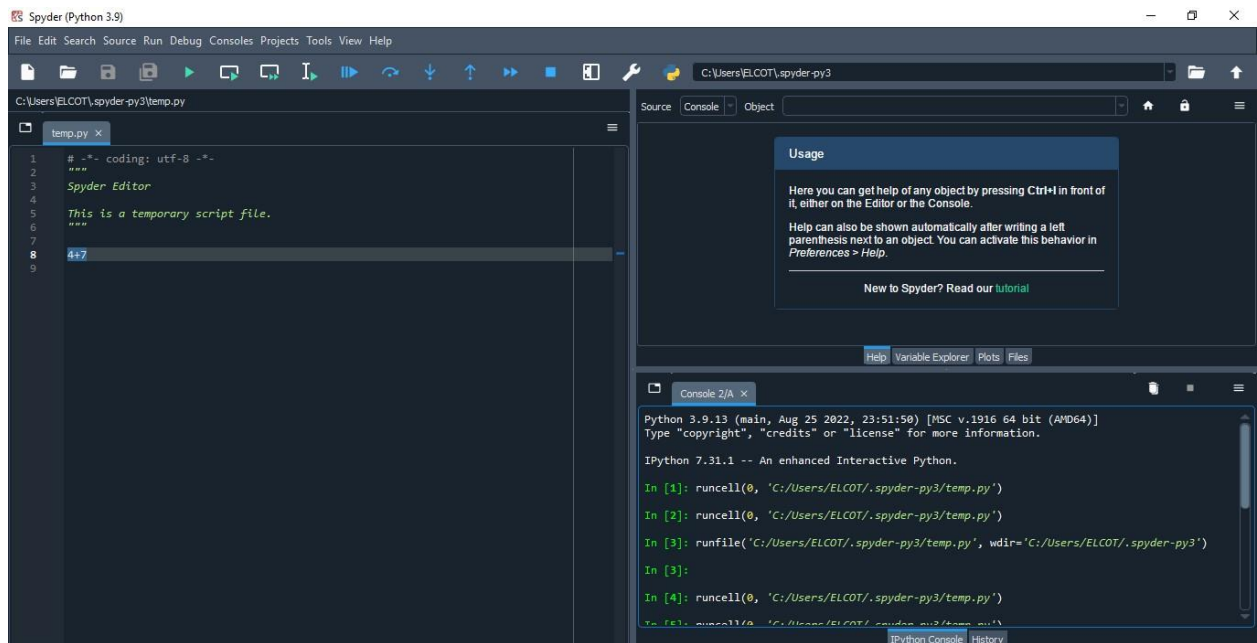 Spyder (Python 3.9)
File Edit Search Source Run Debug Consoles Projects Tools View Help
C:\Users\ELCOT\.spyder-py3
C:\Users\ELCOT\.spyder-py3\temp.py
temp.py
1 # -*- coding: utf-8 -*-
2 """
3 Spyder Editor
4
5 This is a temporary script file.
6 """
7
8 4+7
9
Source Console Object
Usage
Here you can get help of any object by pressing Ctrl+I in front of
it, either on the Editor or the Console.
Help can also be shown automatically after writing a left
parenthesis next to an object. You can activate this behavior in
Preferences > Help.
New to Spyder? Read our tutorial
Help Variable Explorer Plots Files
Console 2/A
Python 3.9.13 (main, Aug 25 2022, 23:51:50) [MSC v.1916 64 bit (AMD64)]
Type "copyright", "credits" or "license" for more information.
IPython 7.31.1 -- An enhanced Interactive Python.
In [1]: runcell(0, 'C:/Users/ELCOT/.spyder-py3/temp.py')
In [2]: runcell(0, 'C:/Users/ELCOT/.spyder-py3/temp.py')
In [3]: runfile('C:/Users/ELCOT/.spyder-py3/temp.py', wdir='C:/Users/ELCOT/.spyder-py3')
In [3]:
In [4]: runcell(0, 'C:/Users/ELCOT/.spyder-py3/temp.py')
In [5]: runcell(0, 'C:/Users/ELCOT/.spyder-py3/temp.py')
IPython Console History